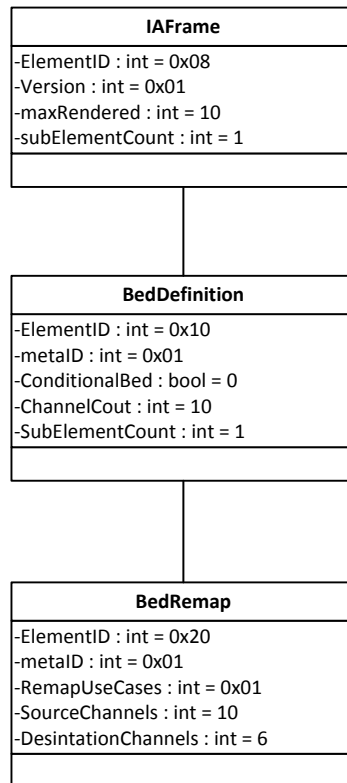 IAFrame
-ElementID : int = 0x08
-Version : int = 0x01
-maxRendered : int = 10
-subElementCount : int = 1
BedDefinition
-ElementID : int = 0x10
-metaID : int = 0x01
-ConditionalBed : bool = 0
-ChannelCout : int = 10
-SubElementCount : int = 1
BedRemap
-ElementID : int = 0x20
-metaID : int = 0x01
-RemapUseCases : int = 0x01
-SourceChannels : int = 10
-DesintationChannels : int = 6